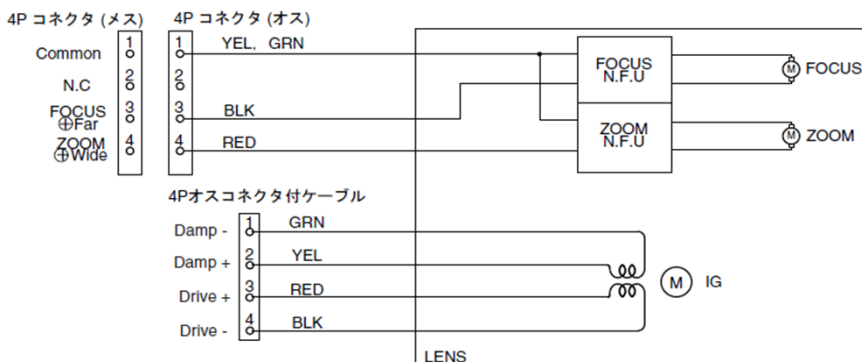 4P コネクタ (メス)
4P コネクタ (オス)
Common
1
1
YEL, GRN
N.C
2
2
FOCUS
⊕Far
3
3
BLK
ZOOM
⊕Wide
4
4
RED
FOCUS
N.F.U
M
FOCUS
ZOOM
N.F.U
M
ZOOM
4Pオスコネクタ付ケーブル
Damp -
1
GRN
Damp +
2
YEL
Drive +
3
RED
Drive -
4
BLK
M
IG
LENS